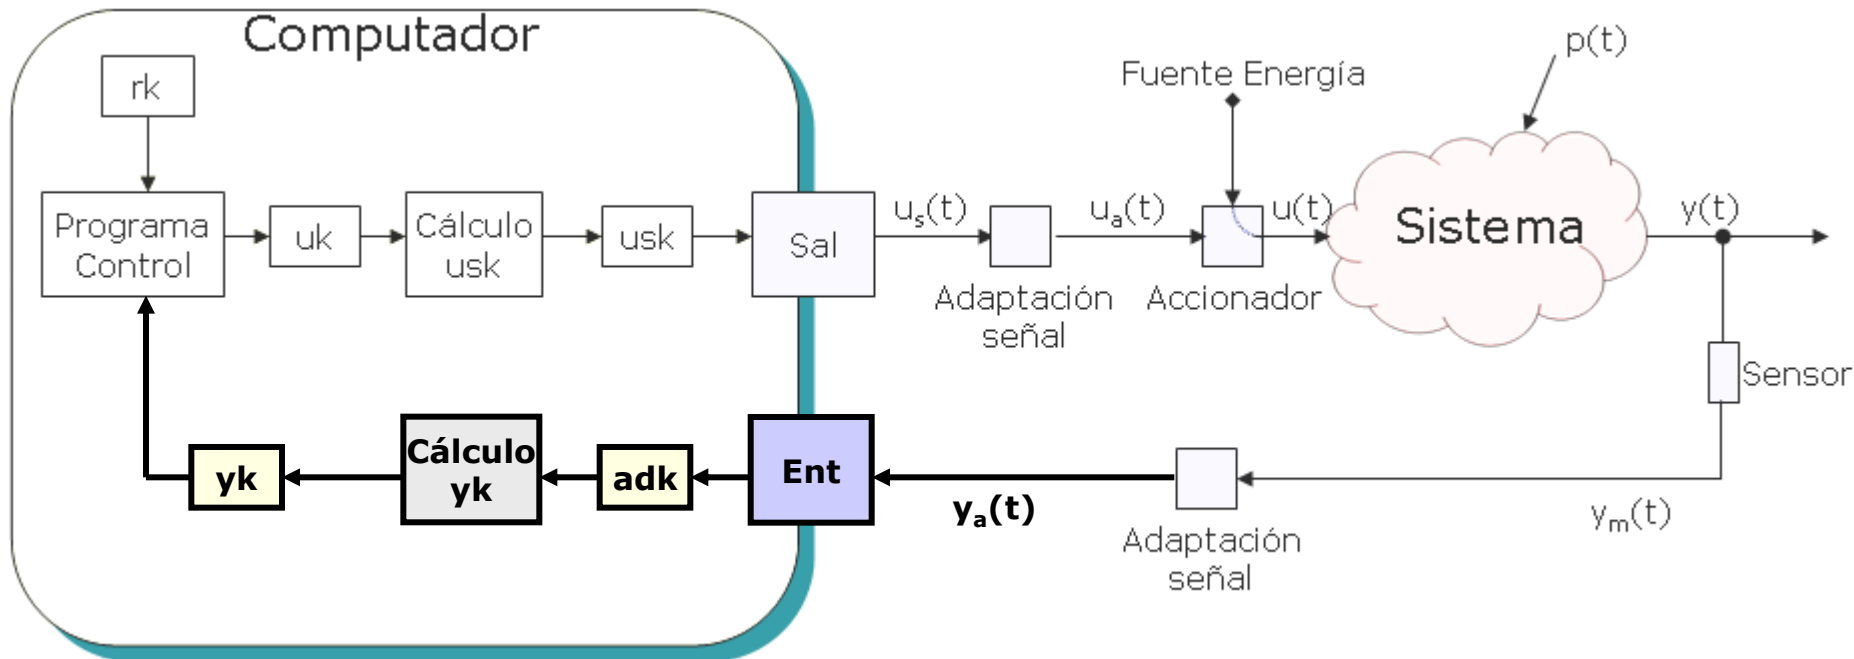 Computador
rk
Programa
Control
uk
Cálculo
usk
usk
Sal
uₛ(t)
Adaptación
señal
uₐ(t)
Fuente Energía
Accionador
u(t)
p(t)
Sistema
y(t)
Sensor
yₘ(t)
Adaptación
señal
yₐ(t)
Ent
adk
Cálculo
yk
yk